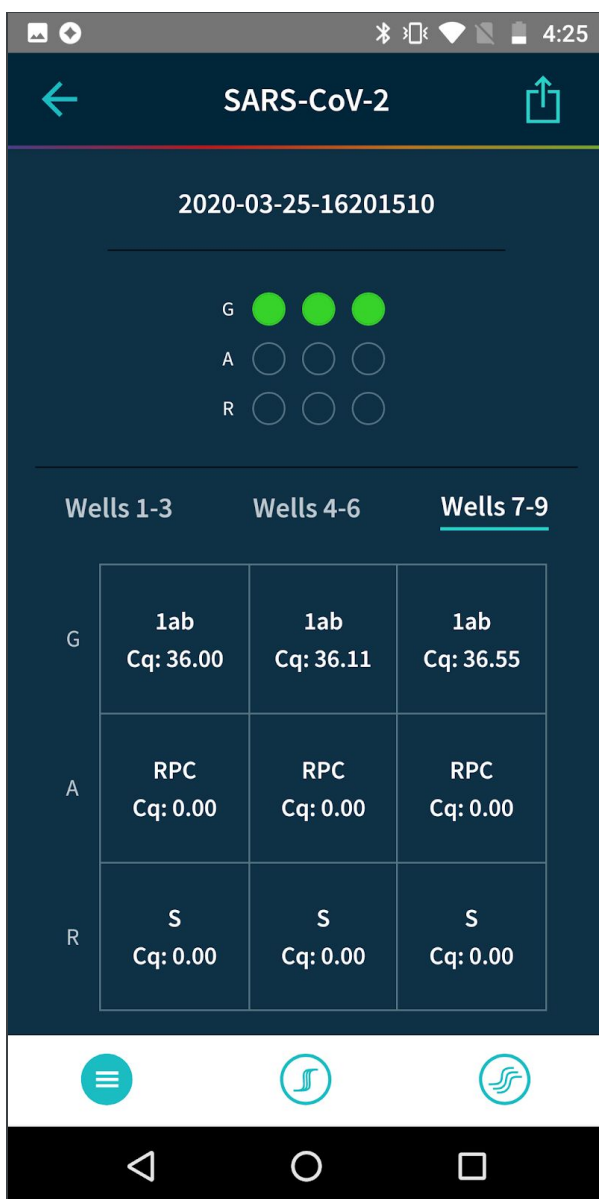 4:25
SARS-CoV-2
2020-03-25-16201510
G
A
R
Wells 1-3 Wells 4-6 Wells 7-9
G
1ab 1ab 1ab
Cq: 36.00 Cq: 36.11 Cq: 36.55
A
RPC RPC RPC
Cq: 0.00 Cq: 0.00 Cq: 0.00
R
S S S
Cq: 0.00 Cq: 0.00 Cq: 0.00